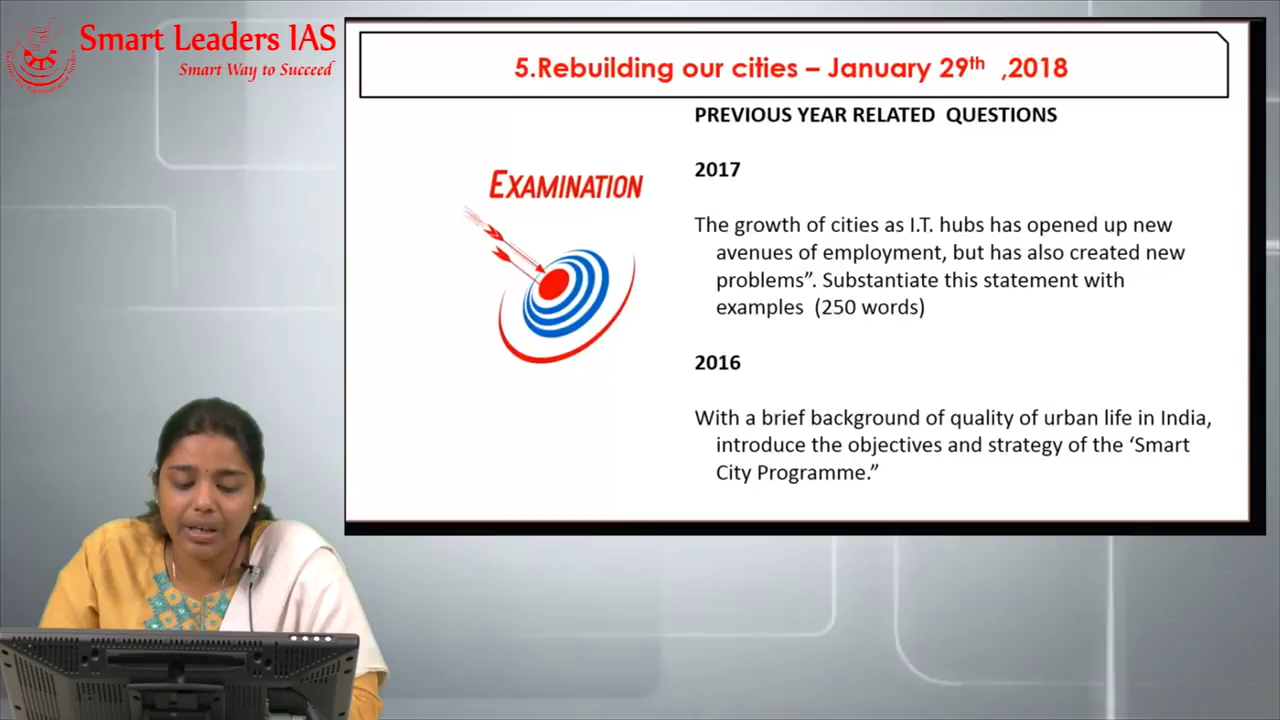 Smart Leaders IAS
Smart Way to Succeed
5.Rebuilding our cities – January 29th ,2018
PREVIOUS YEAR RELATED QUESTIONS
2017
EXAMINATION
The growth of cities as I.T. hubs has opened up new
avenues of employment, but has also created new
problems”. Substantiate this statement with
examples (250 words)
2016
With a brief background of quality of urban life in India,
introduce the objectives and strategy of the ‘Smart
City Programme.”